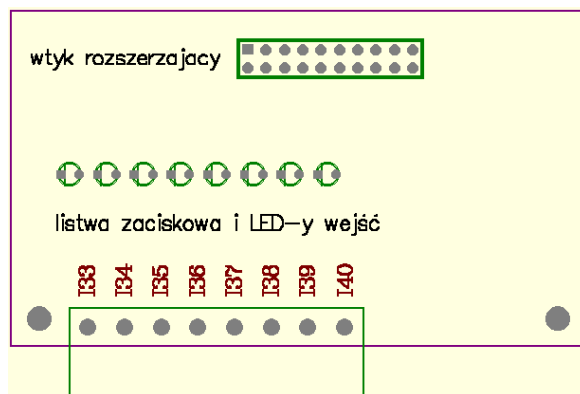 wtyk rozszerzajacy
listwa zaciskowa i LED-y wejść
I33 I34 I35 I36 I37 I38 I39 I40